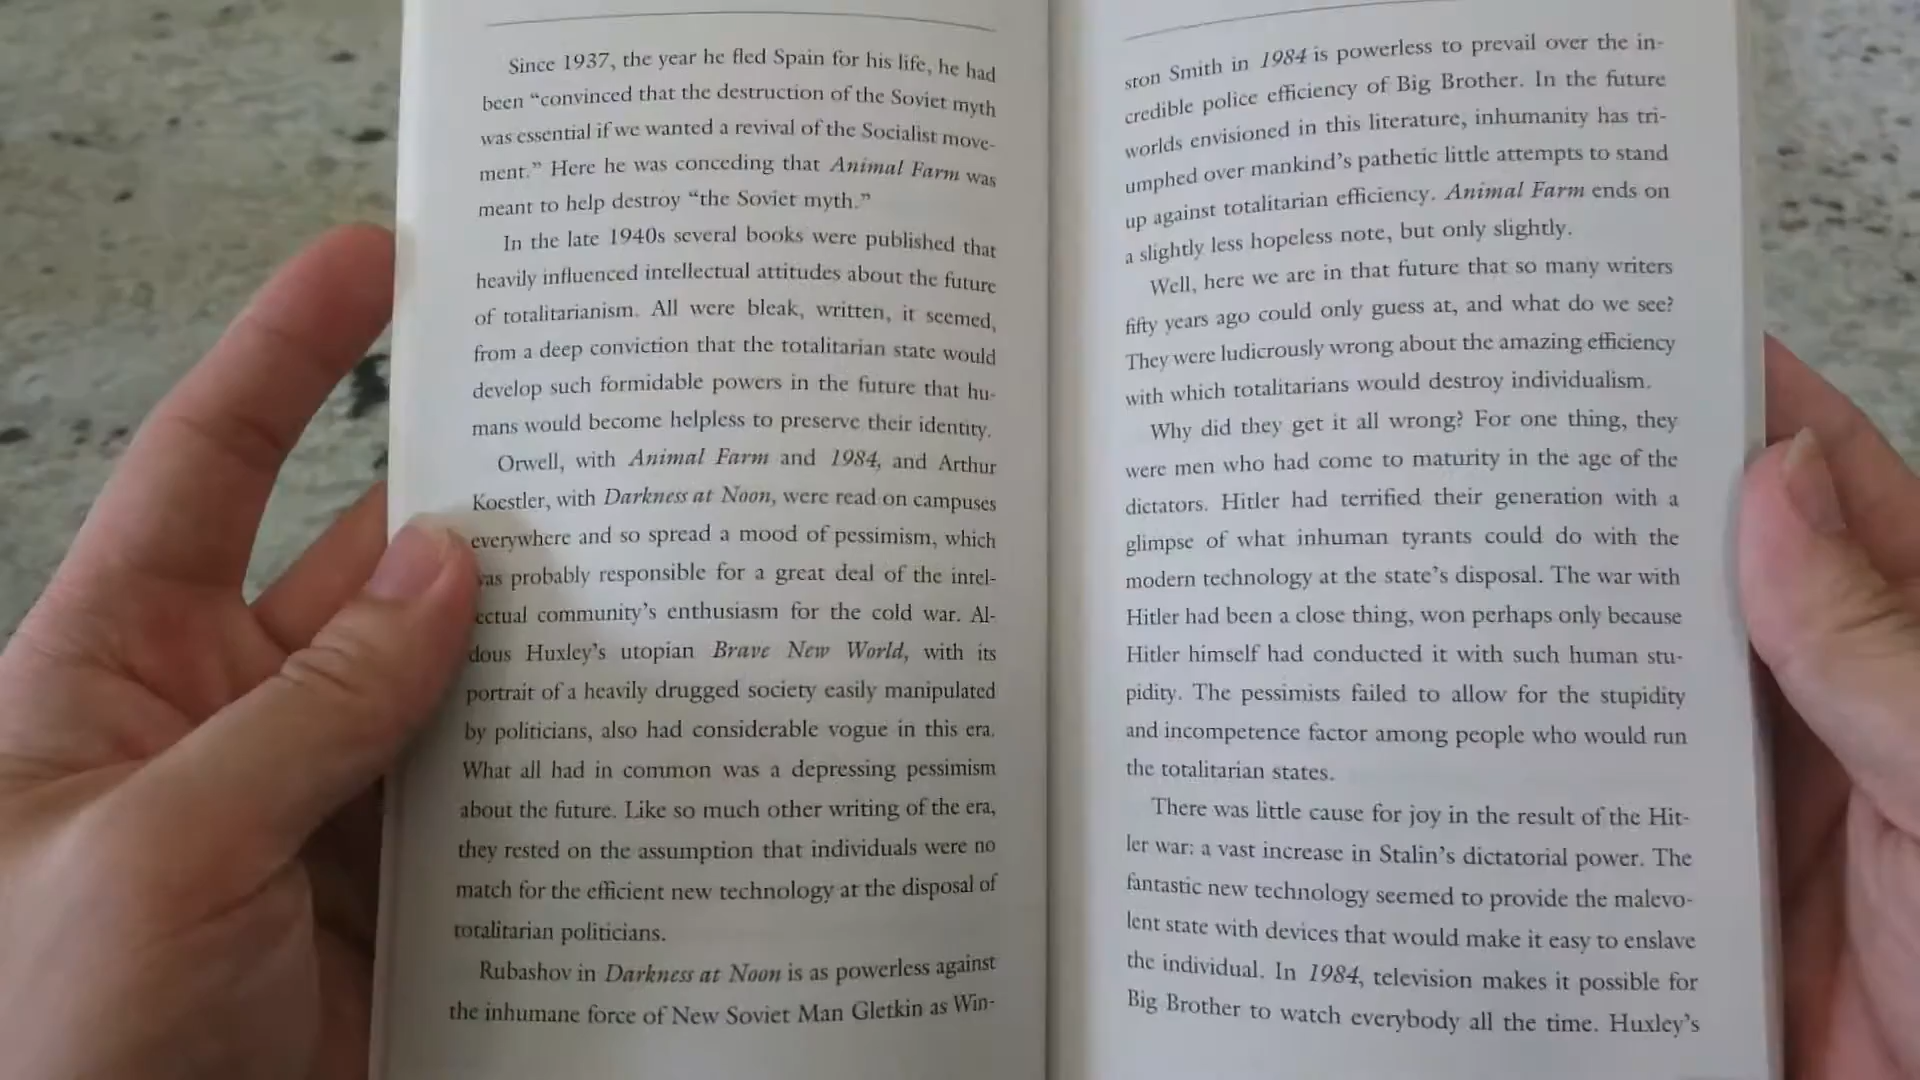 Since 1937, the year he fled Spain for his life, he had
been “convinced that the destruction of the Soviet myth
was essential if we wanted a revival of the Socialist move-
ment.” Here he was conceding that Animal Farm was
meant to help destroy “the Soviet myth.”
In the late 1940s several books were published that
heavily influenced intellectual attitudes about the future
of totalitarianism. All were bleak, written, it seemed,
from a deep conviction that the totalitarian state would
develop such formidable powers in the future that hu-
mans would become helpless to preserve their identity.
Orwell, with Animal Farm and 1984, and Arthur
Koestler, with Darkness at Noon, were read on campuses
everywhere and so spread a mood of pessimism, which
was probably responsible for a great deal of the intel-
lectual community’s enthusiasm for the cold war. Al-
dous Huxley’s utopian Brave New World, with its
portrait of a heavily drugged society easily manipulated
by politicians, also had considerable vogue in this era.
What all had in common was a depressing pessimism
about the future. Like so much other writing of the era,
they rested on the assumption that individuals were no
match for the efficient new technology at the disposal of
totalitarian politicians.
Rubashov in Darkness at Noon is as powerless against
the inhumane force of New Soviet Man Gletkin as Win-
ston Smith in 1984 is powerless to prevail over the in-
credible police efficiency of Big Brother. In the future
worlds envisioned in this literature, inhumanity has tri-
umphed over mankind’s pathetic little attempts to stand
up against totalitarian efficiency. Animal Farm ends on
a slightly less hopeless note, but only slightly.
Well, here we are in that future that so many writers
fifty years ago could only guess at, and what do we see?
They were ludicrously wrong about the amazing efficiency
with which totalitarians would destroy individualism.
Why did they get it all wrong? For one thing, they
were men who had come to maturity in the age of the
dictators. Hitler had terrified their generation with a
glimpse of what inhuman tyrants could do with the
modern technology at the state’s disposal. The war with
Hitler had been a close thing, won perhaps only because
Hitler himself had conducted it with such human stu-
pidity. The pessimists failed to allow for the stupidity
and incompetence factor among people who would run
the totalitarian states.
There was little cause for joy in the result of the Hit-
ler war: a vast increase in Stalin’s dictatorial power. The
fantastic new technology seemed to provide the malevo-
lent state with devices that would make it easy to enslave
the individual. In 1984, television makes it possible for
Big Brother to watch everybody all the time. Huxley’s